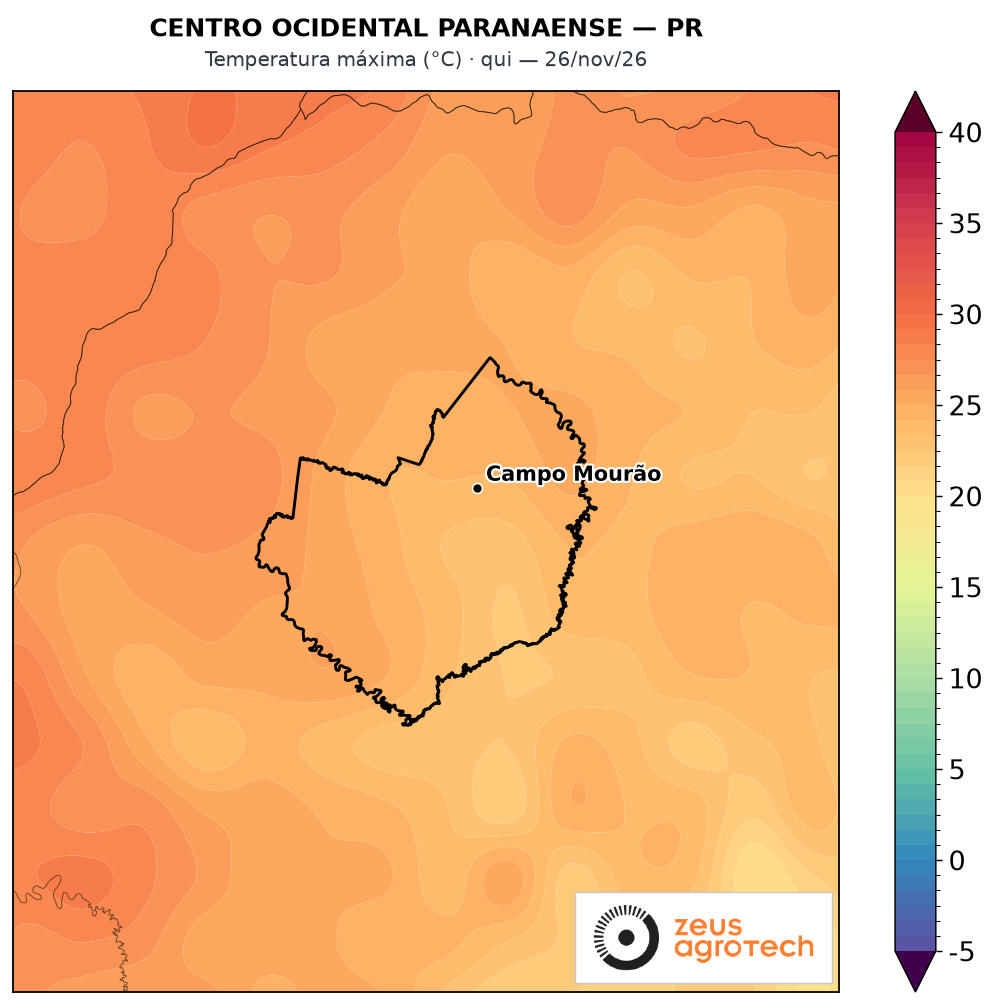 CENTRO OCIDENTAL PARANAENSE — PR
Temperatura máxima (°C) · qui — 26/nov/26
40
35
30
25
20
15
10
5
0
-5
Campo Mourão
zeus
agrotech